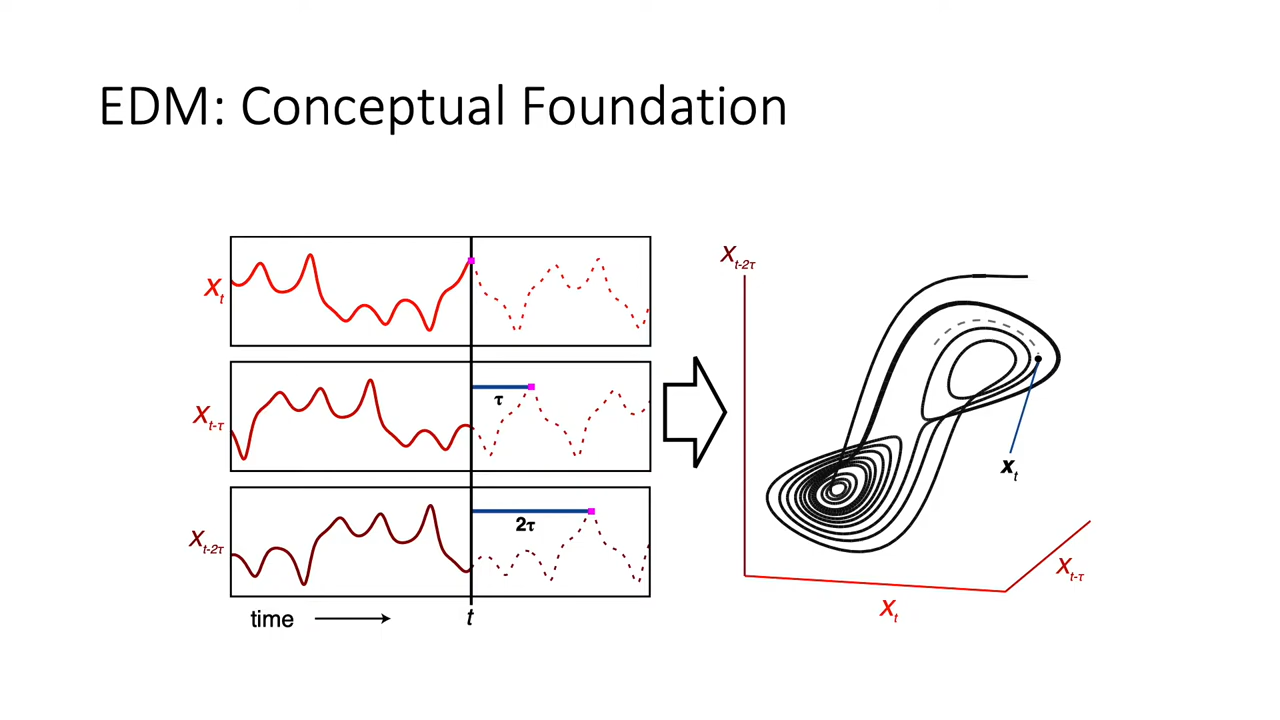 EDM: Conceptual Foundation
Xt
Xt-τ
τ
Xt-2τ
2τ
time
t
Xt-2τ
xt
Xt-τ
Xt